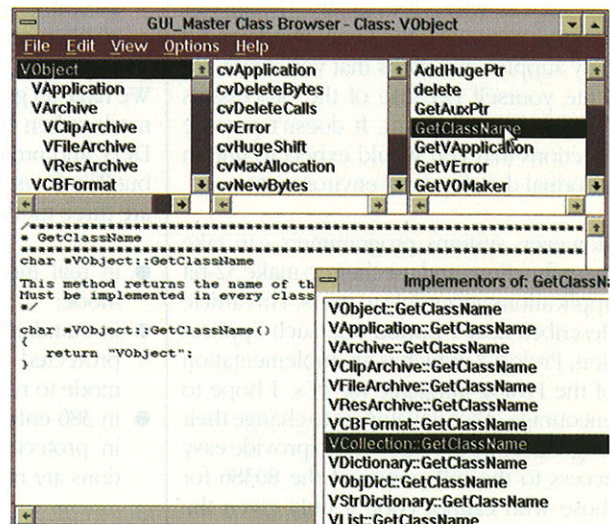 GUI_Master Class Browser - Class: VObject
File Edit View Options Help
VObject
VApplication
VArchive
VClipArchive
VFileArchive
VResArchive
VCBFormat
cvApplication
cvDeleteBytes
cvDeleteCalls
cvError
cvHugeShift
cvMaxAllocation
cvNewBytes
AddHugePtr
delete
GetAuxPtr
GetClassName
GetVApplication
GetVError
GetVOMaker
/*****************************************************
* GetClassName
*****************************************************
char *VObject::GetClassName
This method returns the name of th
Must be implemented in every class
*/
char *VObject::GetClassName()
{
return "VObject";
}
Implementors of: GetClassNa
VObject::GetClassName
VApplication::GetClassName
VArchive::GetClassName
VClipArchive::GetClassName
VFileArchive::GetClassName
VResArchive::GetClassName
VCBFormat::GetClassName
VCollection::GetClassName
VDictionary::GetClassName
VObjDict::GetClassName
VStrDictionary::GetClassName
VList::GetClassName